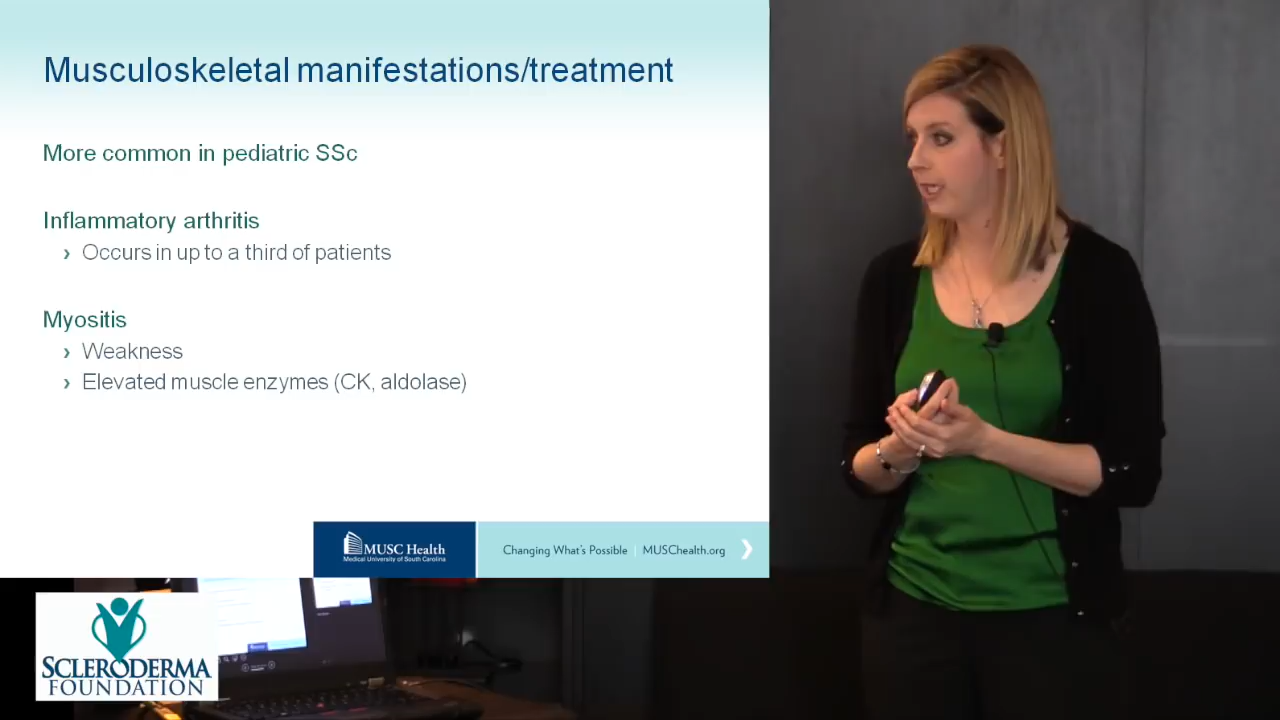 Musculoskeletal manifestations/treatment
More common in pediatric SSc
Inflammatory arthritis
› Occurs in up to a third of patients
Myositis
› Weakness
› Elevated muscle enzymes (CK, aldolase)
MUSC Health
Medical University of South Carolina
Changing What's Possible | MUSChealth.org
SCLERODERMA
FOUNDATION